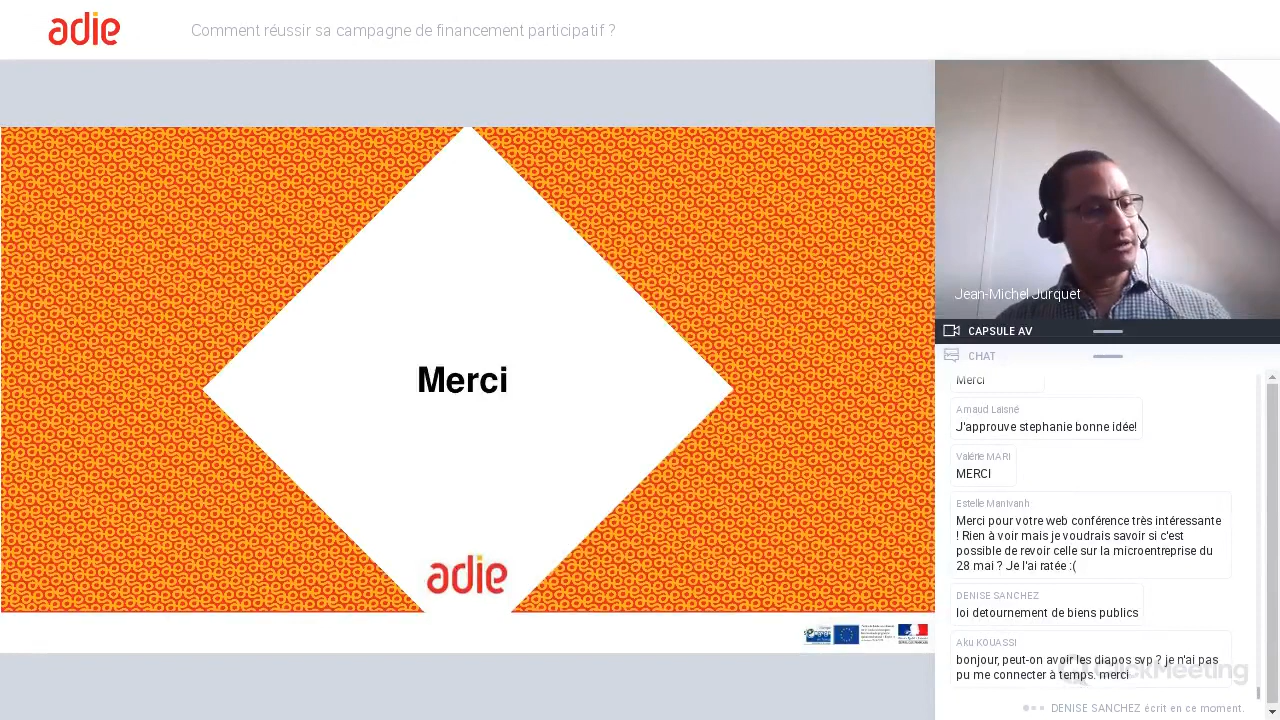 adie
Comment réussir sa campagne de financement participatif ?
Merci
adie
Jean-Michel Jurquet
CAPSULE AV
CHAT
Merci
Arnaud Laisné
J'approuve stephanie bonne idée!
Valérie MARI
MERCI
Estelle Manivanh
Merci pour votre web conférence très intéressante
! Rien à voir mais je voudrais savoir si c'est
possible de revoir celle sur la microentreprise du
28 mai ? Je l'ai ratée :(
DENISE SANCHEZ
loi detournement de biens publics
Aku KOUASSI
bonjour, peut-on avoir les diapos svp ? je n'ai pas
pu me connecter à temps. merci
ClickMeeting
DENISE SANCHEZ écrit en ce moment.